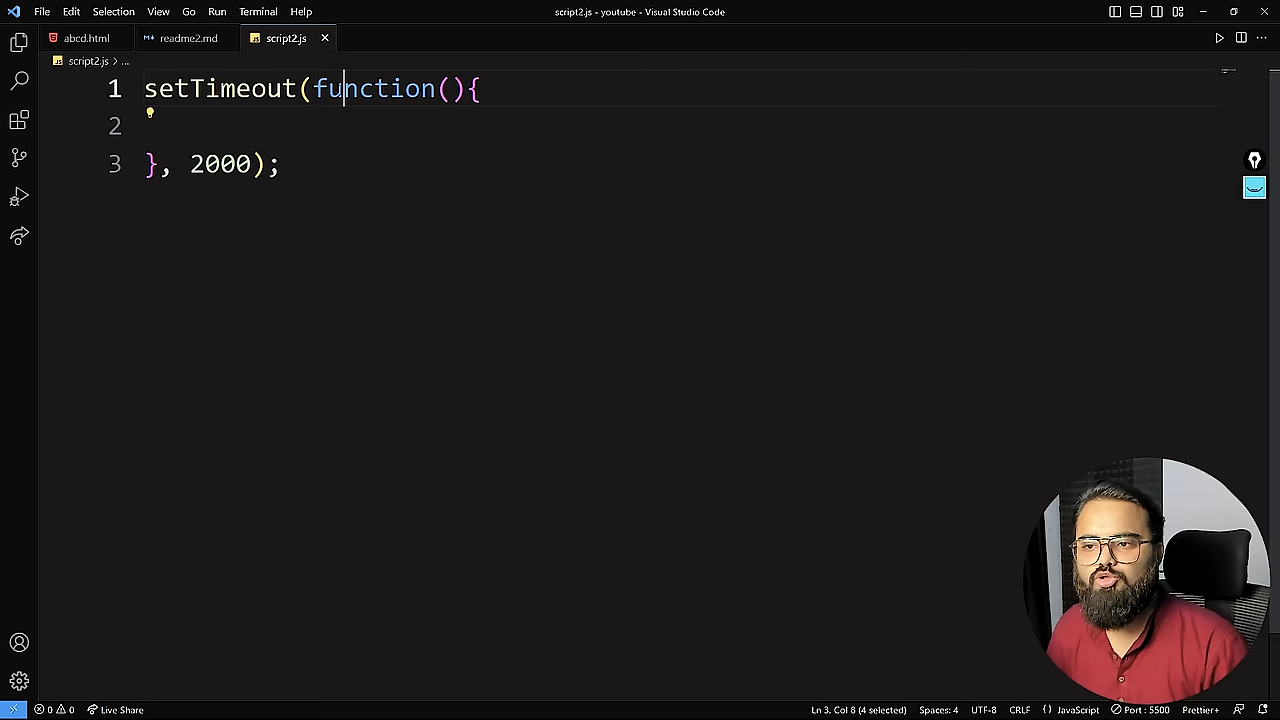 File Edit Selection View Go Run Terminal Help
script2.js - youtube - Visual Studio Code
abcd.html
readme2.md
JS script2.js
JS script2.js > ...
1 setTimeout(function(){
2
3 }, 2000);
0 0 Live Share
Ln 3, Col 8 (4 selected) Spaces: 4 UTF-8 CRLF {} JavaScript Port : 5500 Prettier+